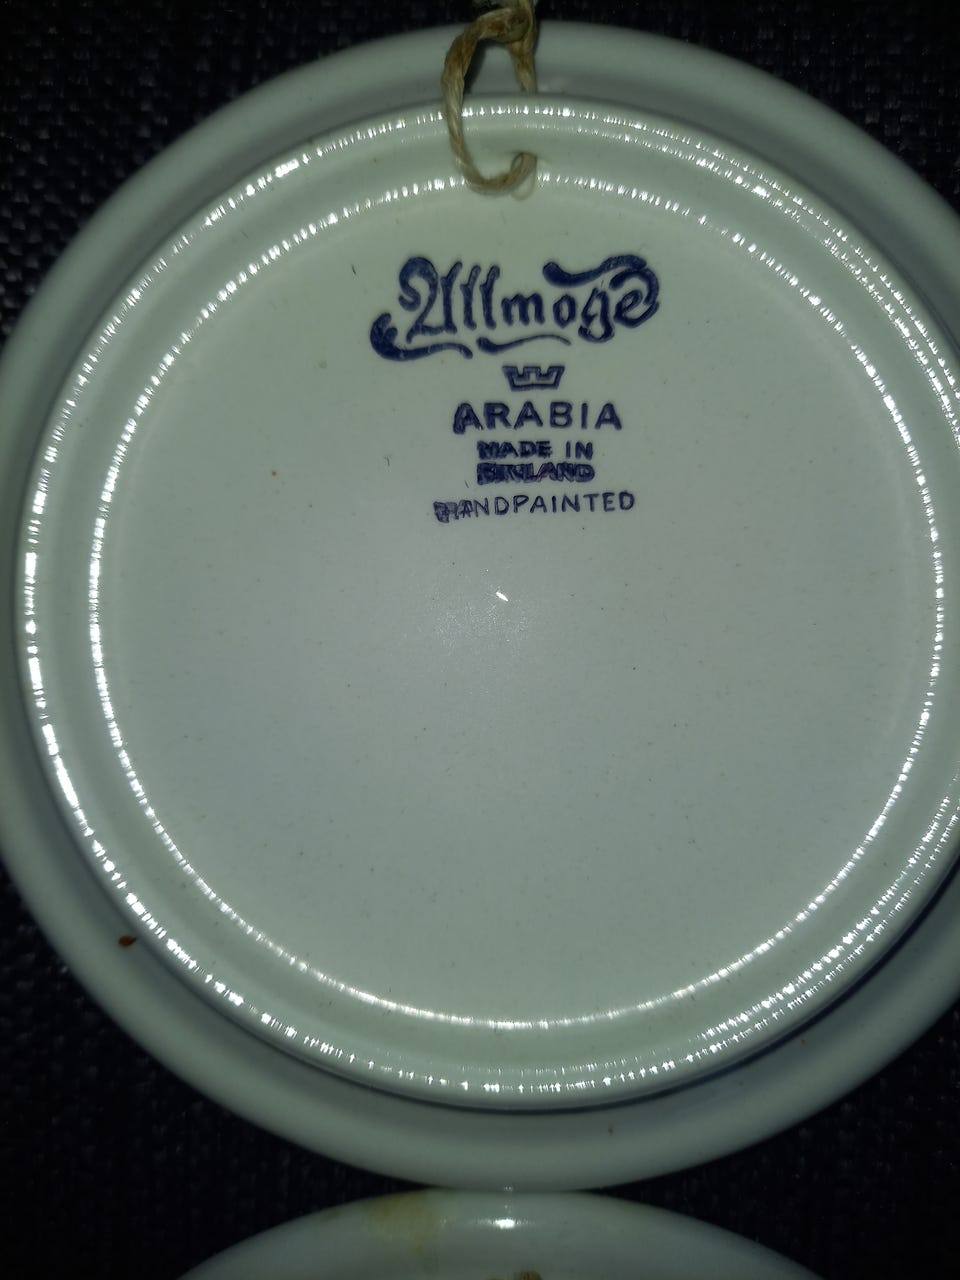 Allmoge
ARABIA
MADE IN
FINLAND
HANDPAINTED